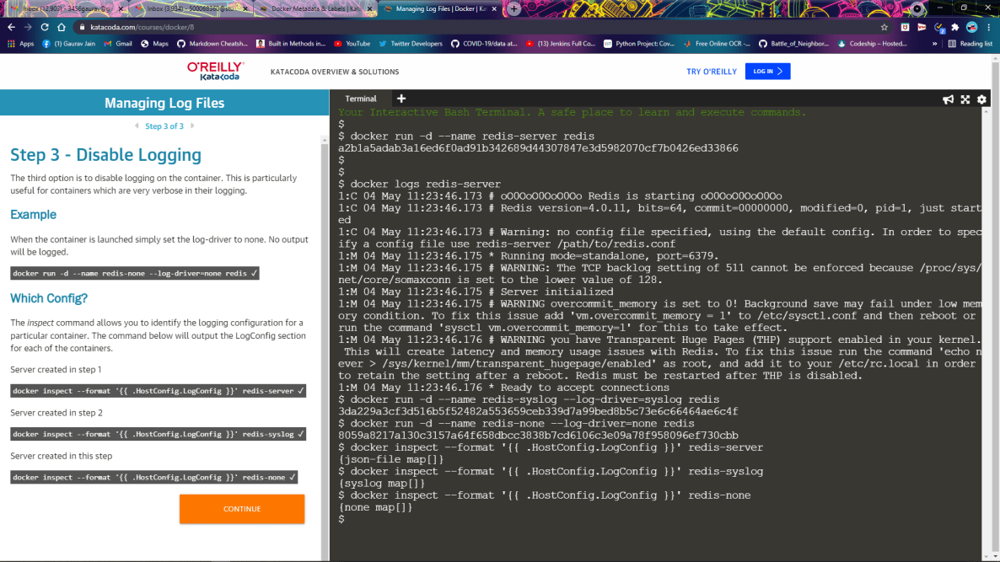 Inbox (12,903) - 3456gaurav.@g
Inbox (3,934) - 500069360@stu
Docker Metadata & Labels | Kat
Managing Log Files | Docker | Ka
katacoda.com/courses/docker/8
Apps
(1) Gaurav Jain
Gmail
Maps
Markdown Cheatsh...
Built in Methods in...
YouTube
Twitter Developers
COVID-19/data at...
(13) Jenkins Full Co...
Python Project: Cov...
Free Online OCR -...
Battle_of_Neighbor...
Codeship – Hosted...
»
Reading list
O'REILLY
Katacoda
KATACODA OVERVIEW & SOLUTIONS
TRY O'REILLY
LOG IN
Managing Log Files
Step 3 of 3
Step 3 - Disable Logging
The third option is to disable logging on the container. This is particularly
useful for containers which are very verbose in their logging.
Example
When the container is launched simply set the log-driver to none. No output
will be logged.
docker run -d --name redis-none --log-driver=none redis ✓
Which Config?
The inspect command allows you to identify the logging configuration for a
particular container. The command below will output the LogConfig section
for each of the containers.
Server created in step 1
docker inspect --format '{{ .HostConfig.LogConfig }}' redis-server ✓
Server created in step 2
docker inspect --format '{{ .HostConfig.LogConfig }}' redis-syslog ✓
Server created in this step
docker inspect --format '{{ .HostConfig.LogConfig }}' redis-none ✓
CONTINUE
Terminal
Your Interactive Bash Terminal. A safe place to learn and execute commands.
$
$ docker run -d --name redis-server redis
a2b1a5adab3a16ed6f0ad91b342689d44307847e3d5982070cf7b0426ed33866
$
$
$ docker logs redis-server
1:C 04 May 11:23:46.173 # oO0OoO0OoO0Oo Redis is starting oO0OoO0OoO0Oo
1:C 04 May 11:23:46.173 # Redis version=4.0.11, bits=64, commit=00000000, modified=0, pid=1, just start
ed
1:C 04 May 11:23:46.173 # Warning: no config file specified, using the default config. In order to spec
ify a config file use redis-server /path/to/redis.conf
1:M 04 May 11:23:46.175 * Running mode=standalone, port=6379.
1:M 04 May 11:23:46.175 # WARNING: The TCP backlog setting of 511 cannot be enforced because /proc/sys/
net/core/somaxconn is set to the lower value of 128.
1:M 04 May 11:23:46.175 # Server initialized
1:M 04 May 11:23:46.175 # WARNING overcommit_memory is set to 0! Background save may fail under low mem
ory condition. To fix this issue add 'vm.overcommit_memory = 1' to /etc/sysctl.conf and then reboot or
run the command 'sysctl vm.overcommit_memory=1' for this to take effect.
1:M 04 May 11:23:46.176 # WARNING you have Transparent Huge Pages (THP) support enabled in your kernel.
This will create latency and memory usage issues with Redis. To fix this issue run the command 'echo n
ever > /sys/kernel/mm/transparent_hugepage/enabled' as root, and add it to your /etc/rc.local in order
to retain the setting after a reboot. Redis must be restarted after THP is disabled.
1:M 04 May 11:23:46.176 * Ready to accept connections
$ docker run -d --name redis-syslog --log-driver=syslog redis
3da229a3cf3d516b5f52482a553659ceb339d7a99bed8b5c73e6c66464ae6c4f
$ docker run -d --name redis-none --log-driver=none redis
8059a8217a130c3157a64f658dbcc3838b7cd6106c3e09a78f958096ef730cbb
$ docker inspect --format '{{ .HostConfig.LogConfig }}' redis-server
{json-file map[]}
$ docker inspect --format '{{ .HostConfig.LogConfig }}' redis-syslog
{syslog map[]}
$ docker inspect --format '{{ .HostConfig.LogConfig }}' redis-none
{none map[]}
$